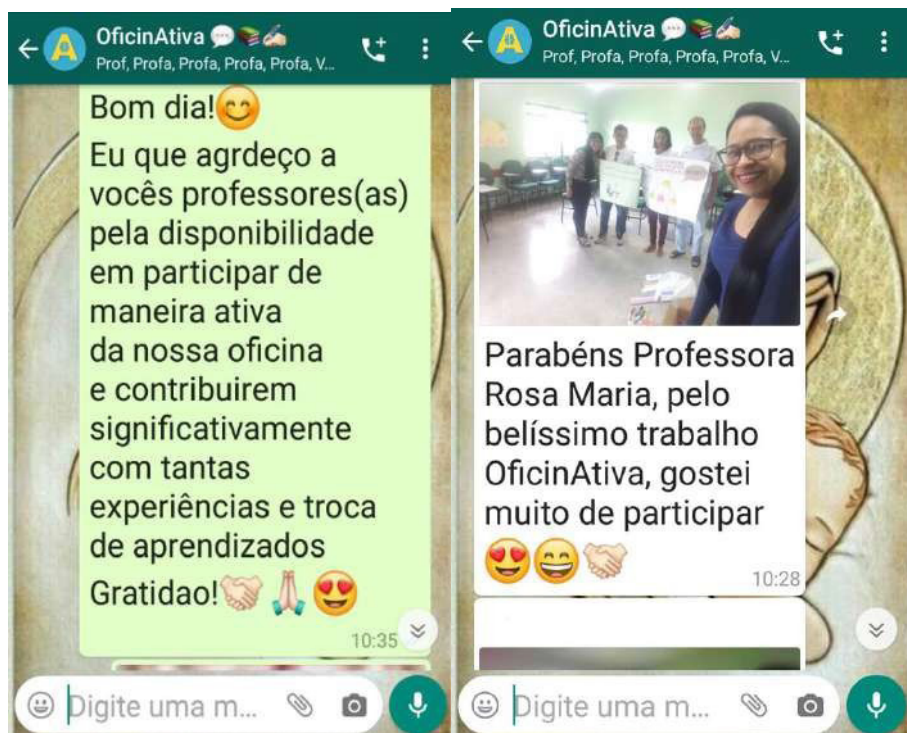 OficinAtiva 💬📚✍🏻
Prof, Profa, Profa, Profa, Profa, V...
Bom dia!😊
Eu que agrdeço a
vocês professores(as)
pela disponibilidade
em participar de
maneira ativa
da nossa oficina
e contribuirem
significativamente
com tantas
experiências e troca
de aprendizados
Gratidao!🤝🏻🙏🏻😍
10:35
Digite uma m...
OficinAtiva 💬📚✍🏻
Prof, Profa, Profa, Profa, Profa, V...
Parabéns Professora
Rosa Maria, pelo
belíssimo trabalho
OficinAtiva, gostei
muito de participar
😍😄🤝🏻
10:28
Digite uma m...